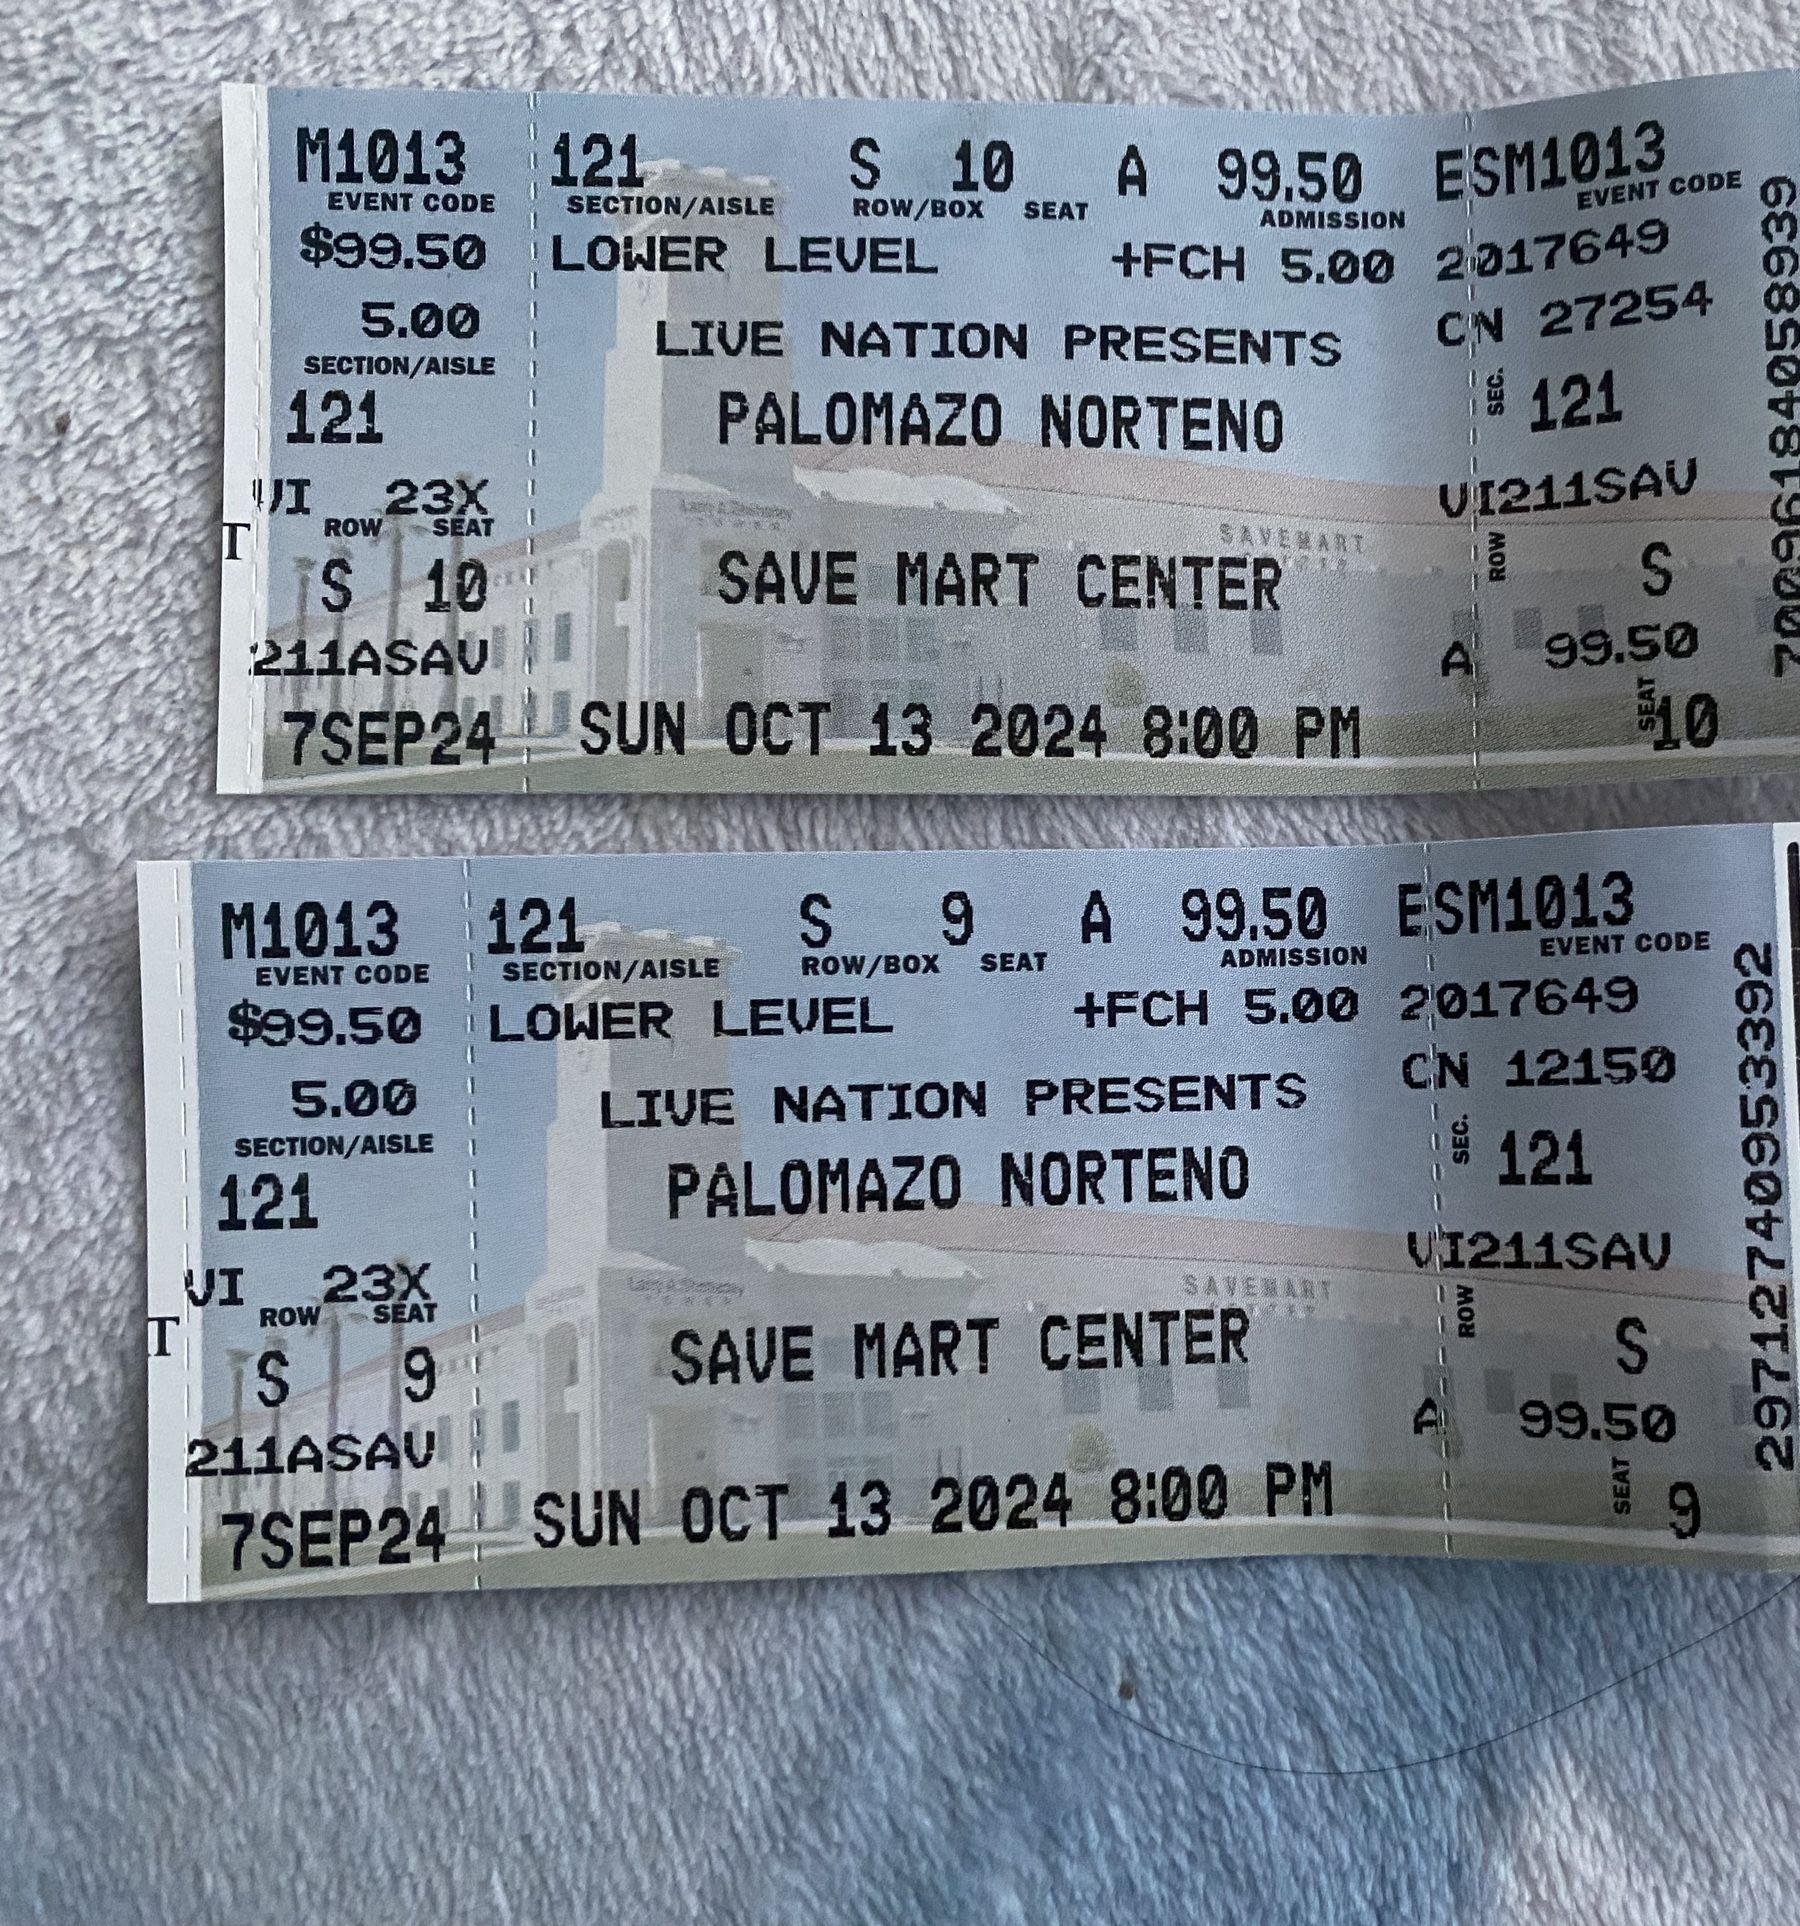 M1013 121 S 10 A 99.50 ESM1013
EVENT CODE SECTION/AISLE ROW/BOX SEAT ADMISSION EVENT CODE
$99.50 LOWER LEVEL +FCH 5.00 2017649
5.00 LIVE NATION PRESENTS CN 27254
SECTION/AISLE
121 PALOMAZO NORTENO SEC. 121
VI 23X VI211SAV
ROW SEAT
T
SAVEMART
S 10 SAVE MART CENTER ROW S
211ASAV A 99.50
7SEP24 SUN OCT 13 2024 8:00 PM SEAT 10
700961840589​39
M1013 121 S 9 A 99.50 ESM1013
EVENT CODE SECTION/AISLE ROW/BOX SEAT ADMISSION EVENT CODE
$99.50 LOWER LEVEL +FCH 5.00 2017649
5.00 LIVE NATION PRESENTS CN 12150
SECTION/AISLE
121 PALOMAZO NORTENO SEC. 121
VI 23X VI211SAV
ROW SEAT
T
SAVEMART
S 9 SAVE MART CENTER ROW S
211ASAV A 99.50
7SEP24 SUN OCT 13 2024 8:00 PM SEAT 9
297127409533​92